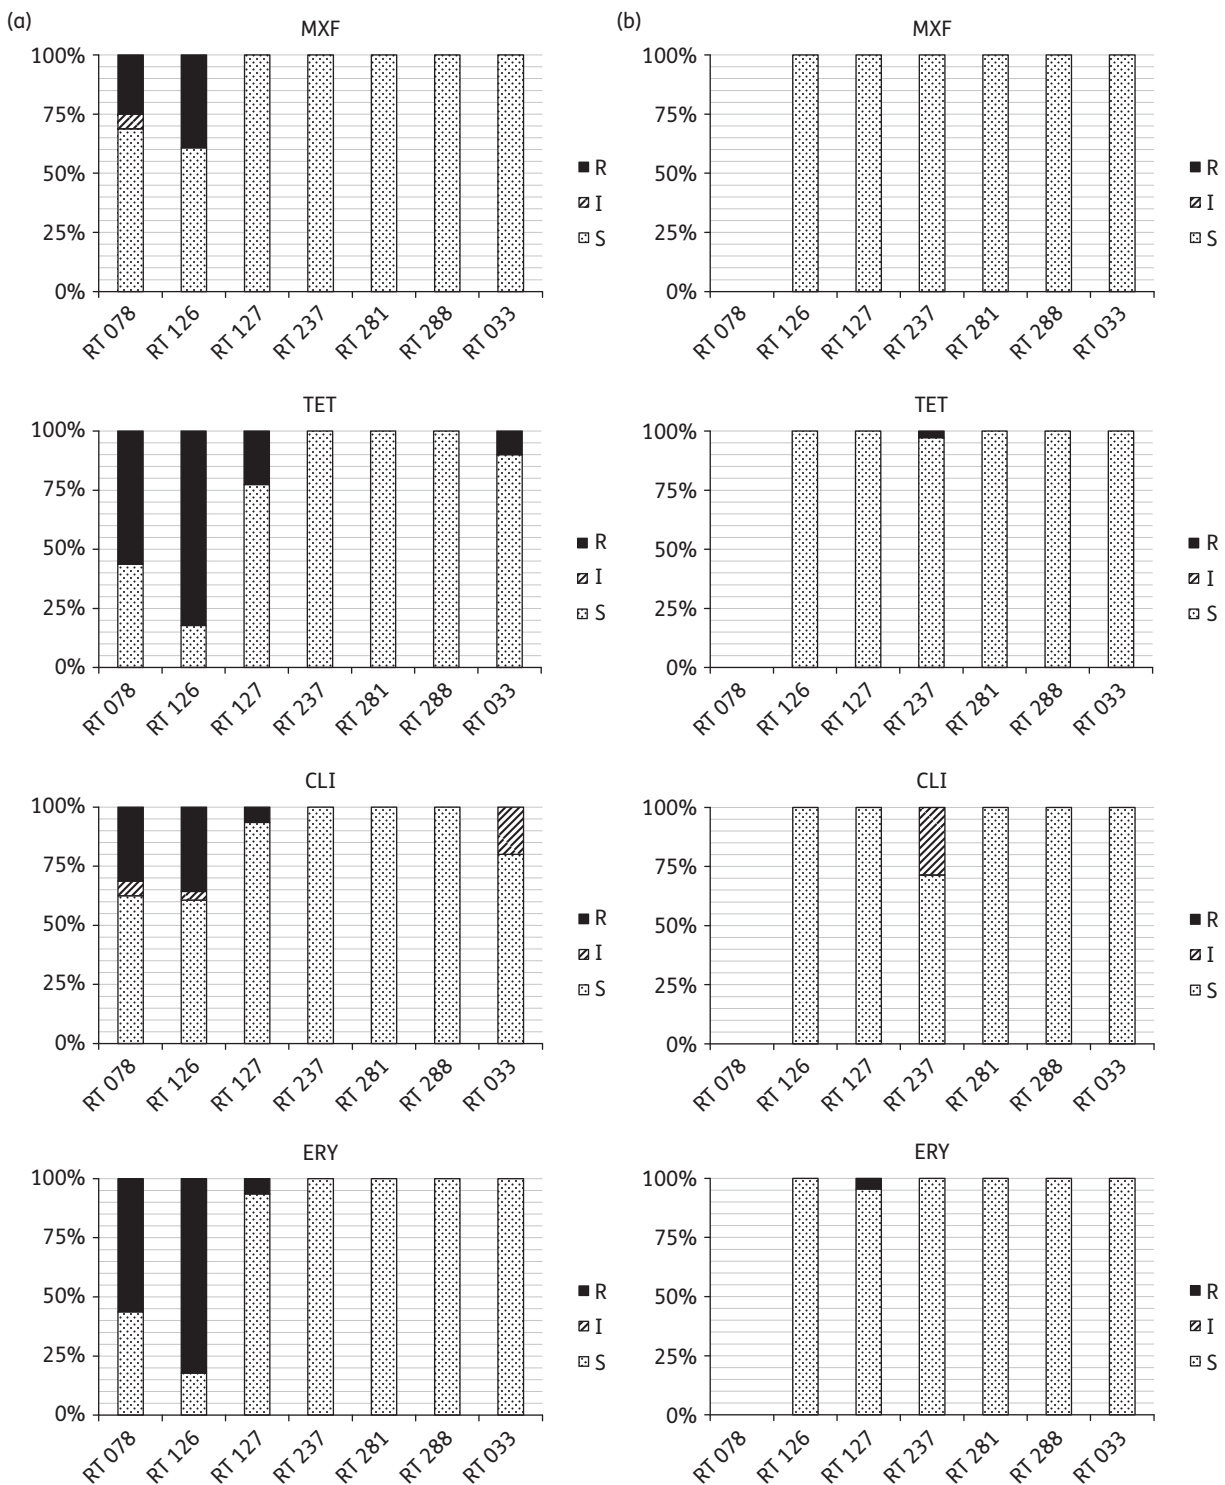 (a)
MXF
100%
75%
50%
25%
0%
RT 078
RT 126
RT 127
RT 237
RT 281
RT 288
RT 033
R
I
S
(b)
MXF
100%
75%
50%
25%
0%
RT 078
RT 126
RT 127
RT 237
RT 281
RT 288
RT 033
R
I
S
TET
100%
75%
50%
25%
0%
RT 078
RT 126
RT 127
RT 237
RT 281
RT 288
RT 033
R
I
S
TET
100%
75%
50%
25%
0%
RT 078
RT 126
RT 127
RT 237
RT 281
RT 288
RT 033
R
I
S
CLI
100%
75%
50%
25%
0%
RT 078
RT 126
RT 127
RT 237
RT 281
RT 288
RT 033
R
I
S
CLI
100%
75%
50%
25%
0%
RT 078
RT 126
RT 127
RT 237
RT 281
RT 288
RT 033
R
I
S
ERY
100%
75%
50%
25%
0%
RT 078
RT 126
RT 127
RT 237
RT 281
RT 288
RT 033
R
I
S
ERY
100%
75%
50%
25%
0%
RT 078
RT 126
RT 127
RT 237
RT 281
RT 288
RT 033
R
I
S